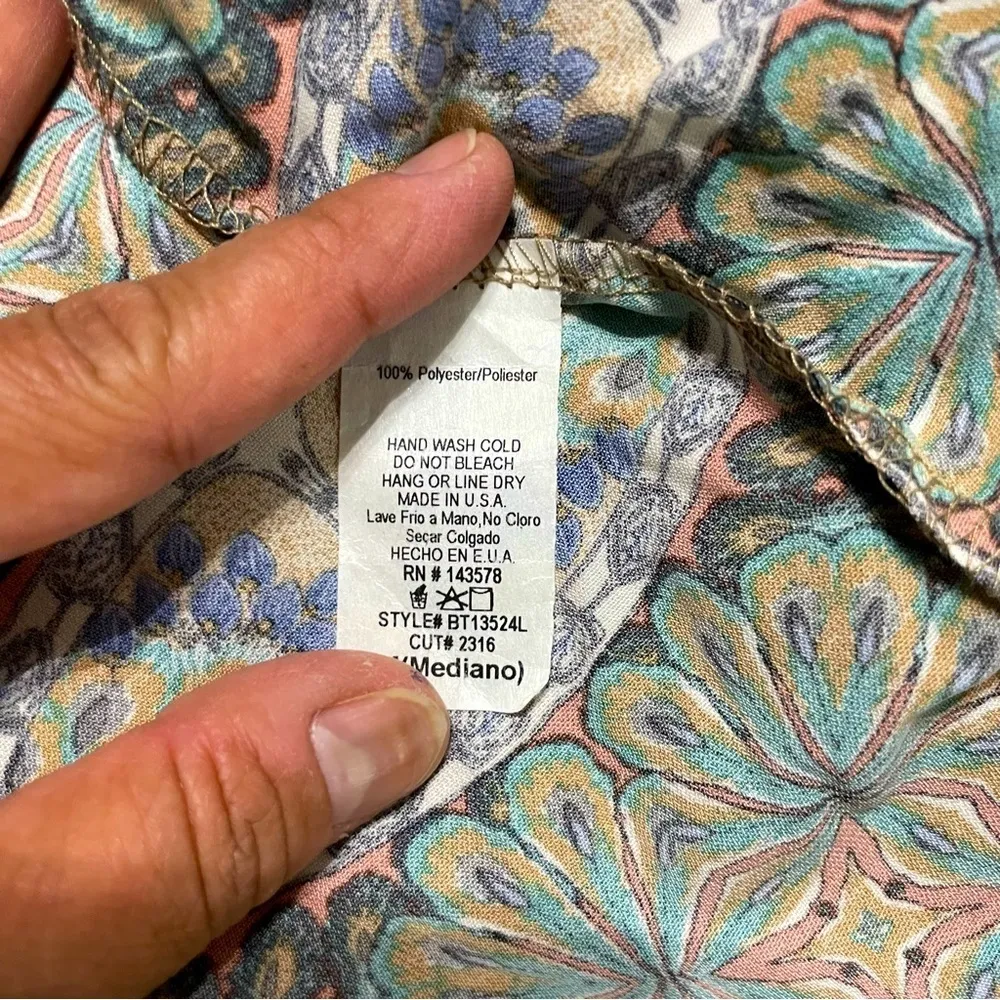 100% Polyester/Poliester
HAND WASH COLD
DO NOT BLEACH
HANG OR LINE DRY
MADE IN U.S.A.
Lave Frio a Mano,No Cloro
Secar Colgado
HECHO EN E.U.A.
RN # 143578
STYLE# BT13524L
CUT# 2316
(Mediano)